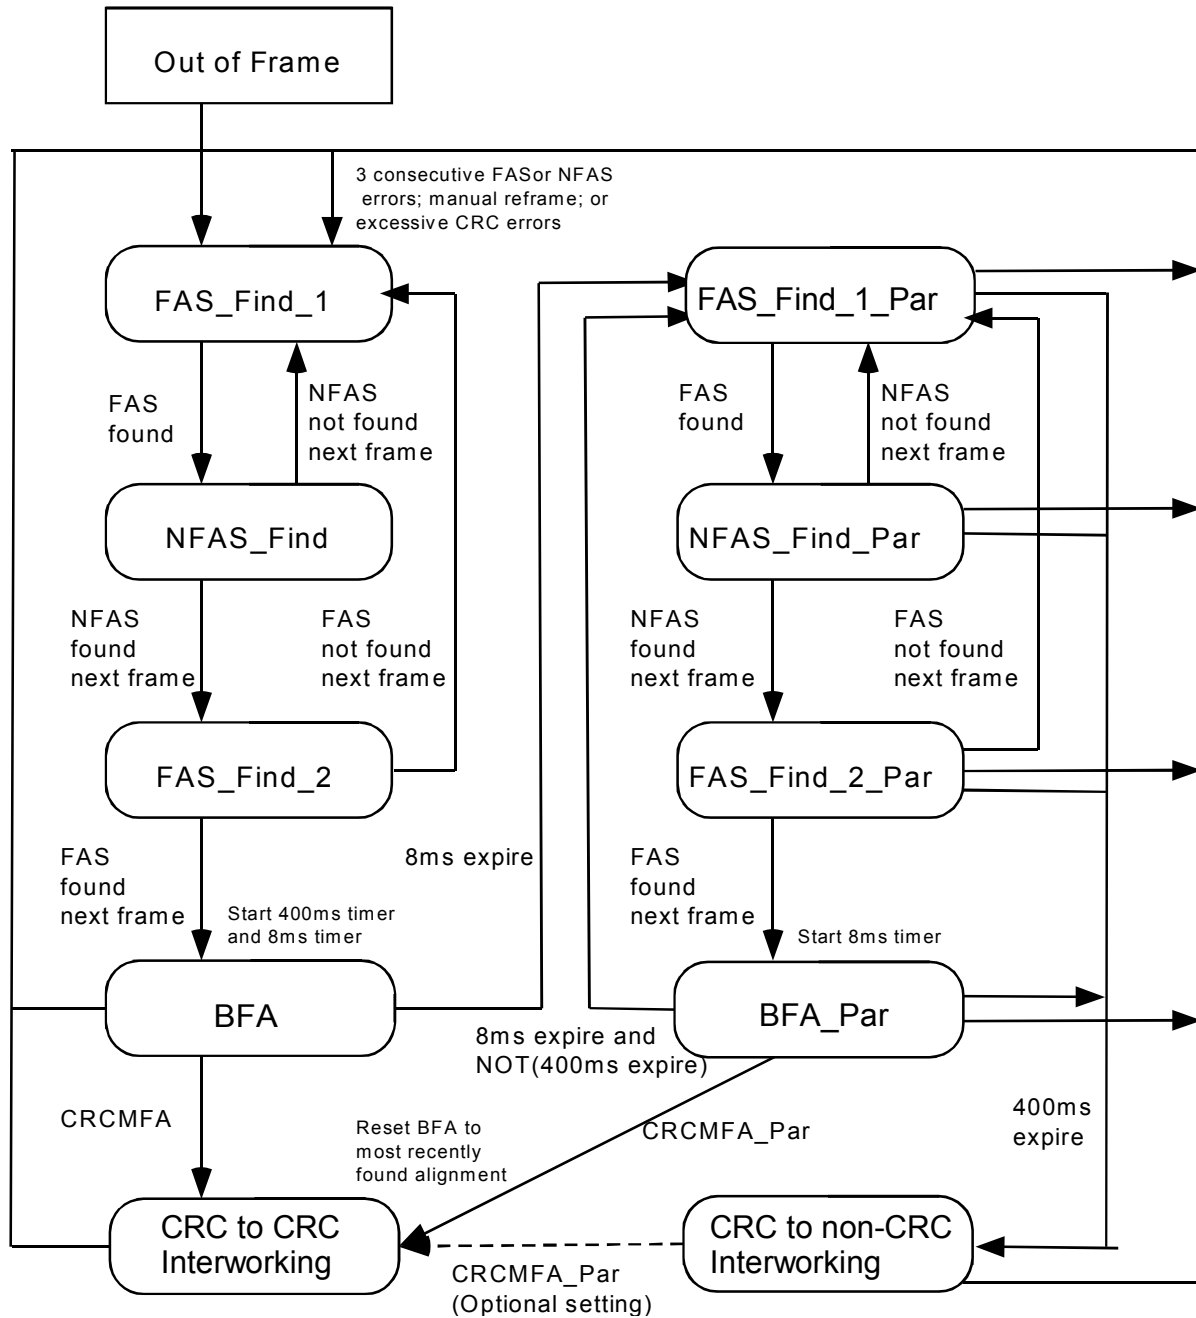 Out of Frame
3 consecutive FASor NFAS
errors; manual reframe; or
excessive CRC errors
FAS_Find_1
FAS_Find_1_Par
FAS
found
NFAS
not found
next frame
FAS
found
NFAS
not found
next frame
NFAS_Find
NFAS_Find_Par
NFAS
found
next frame
FAS
not found
next frame
NFAS
found
next frame
FAS
not found
next frame
FAS_Find_2
FAS_Find_2_Par
FAS
found
next frame
8ms expire
FAS
found
next frame
Start 400ms timer
and 8ms timer
Start 8ms timer
BFA
BFA_Par
8ms expire and
NOT(400ms expire)
CRCMFA
Reset BFA to
most recently
found alignment
CRCMFA_Par
400ms
expire
CRC to CRC
Interworking
CRC to non-CRC
Interworking
CRCMFA_Par
(Optional setting)